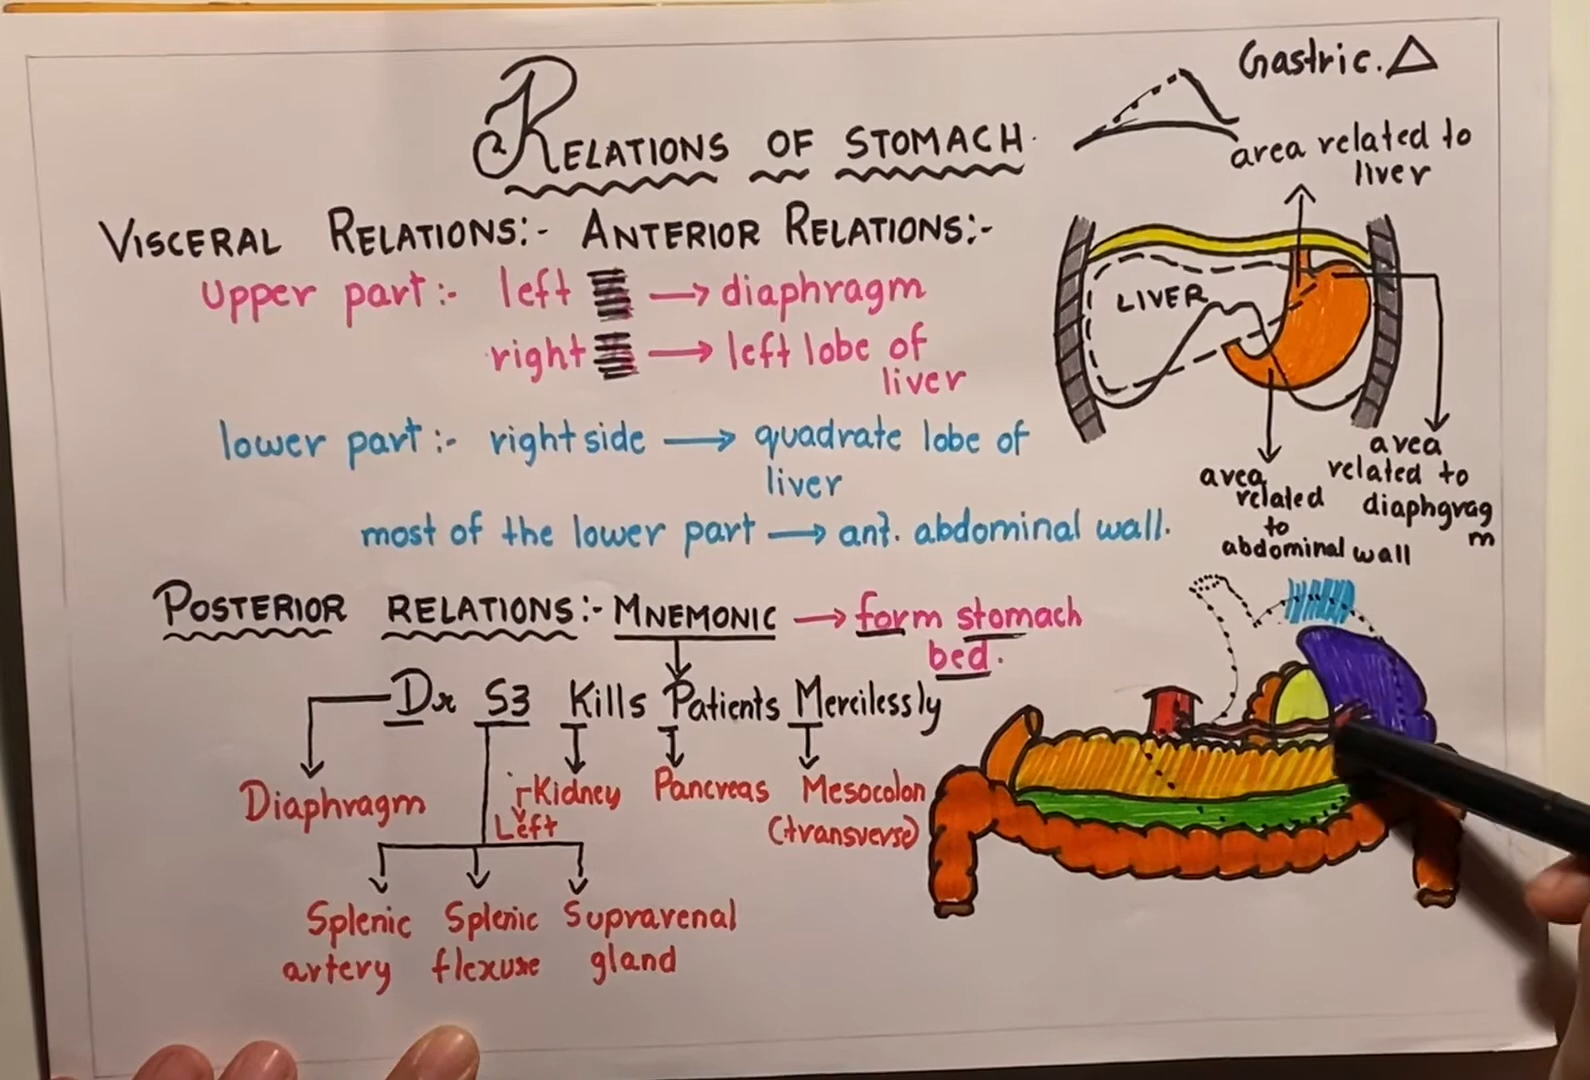 RELATIONS OF STOMACH
Gastric. △
area related to
liver
VISCERAL RELATIONS:- ANTERIOR RELATIONS:-
Upper part:- left → diaphragm
right → left lobe of
liver
lower part:- right side → quadrate lobe of
liver
most of the lower part → ant. abdominal wall.
LIVER
area
related
to
abdominal wall
area
related to
diaphgrag
m
POSTERIOR RELATIONS:- MNEMONIC → form stomach
bed.
Dr S3 Kills Patients Mercilessly
Diaphragm
Kidney
Left
Pancreas
Mesocolon
(transverse)
Splenic
artery
Splenic
flexure
Supravenal
gland